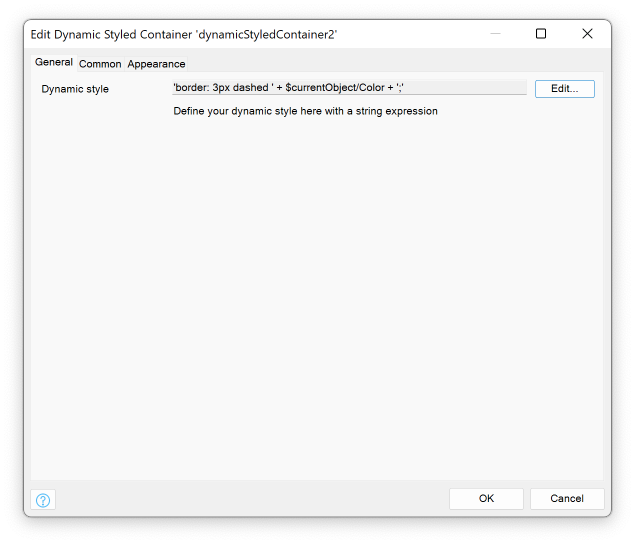 Edit Dynamic Styled Container 'dynamicStyledContainer2'
General Common Appearance
Dynamic style 'border: 3px dashed ' + $currentObject/Color + ';' Edit...
Define your dynamic style here with a string expression
? OK Cancel